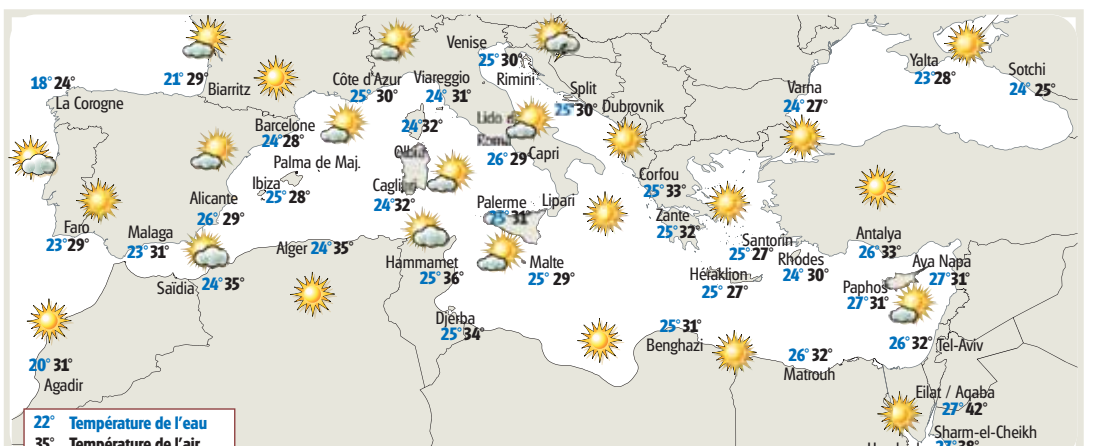 Venise
25° 30°
Rimini
18° 24°
La Corogne
21° 29°
Biarritz
Côte d'Azur
25° 30°
Viareggio
24° 31°
Split
25° 30°
Dubrovnik
Varna
24° 27°
Yalta
23° 28°
Sotchi
24° 25°
Barcelone
24° 28°
24° 32°
Lido
26° 29°
Capri
Palma de Maj.
Ibiza
25° 28°
Cagliari
24° 32°
Corfou
25° 33°
Alicante
26° 29°
Palerme
31°
Lipari
Zante
25° 32°
Faro
23° 29°
Malaga
23° 31°
Alger 24° 35°
Santorin
25° 27°
Antalya
26° 33°
Saïdia
24° 35°
Hammamet
25° 36°
Malte
25° 29°
Héraklion
25° 27°
Rhodes
24° 30°
Aya Napa
27° 31°
Paphos
27° 31°
Djerba
25° 34°
25° 31°
Benghazi
26° 32°
Matrouh
26° 32°
Tel-Aviv
20° 31°
Agadir
Eilat / Aqaba
27° 42°
Sharm-el-Cheikh
22° Température de l'eau
35° Température de l'air